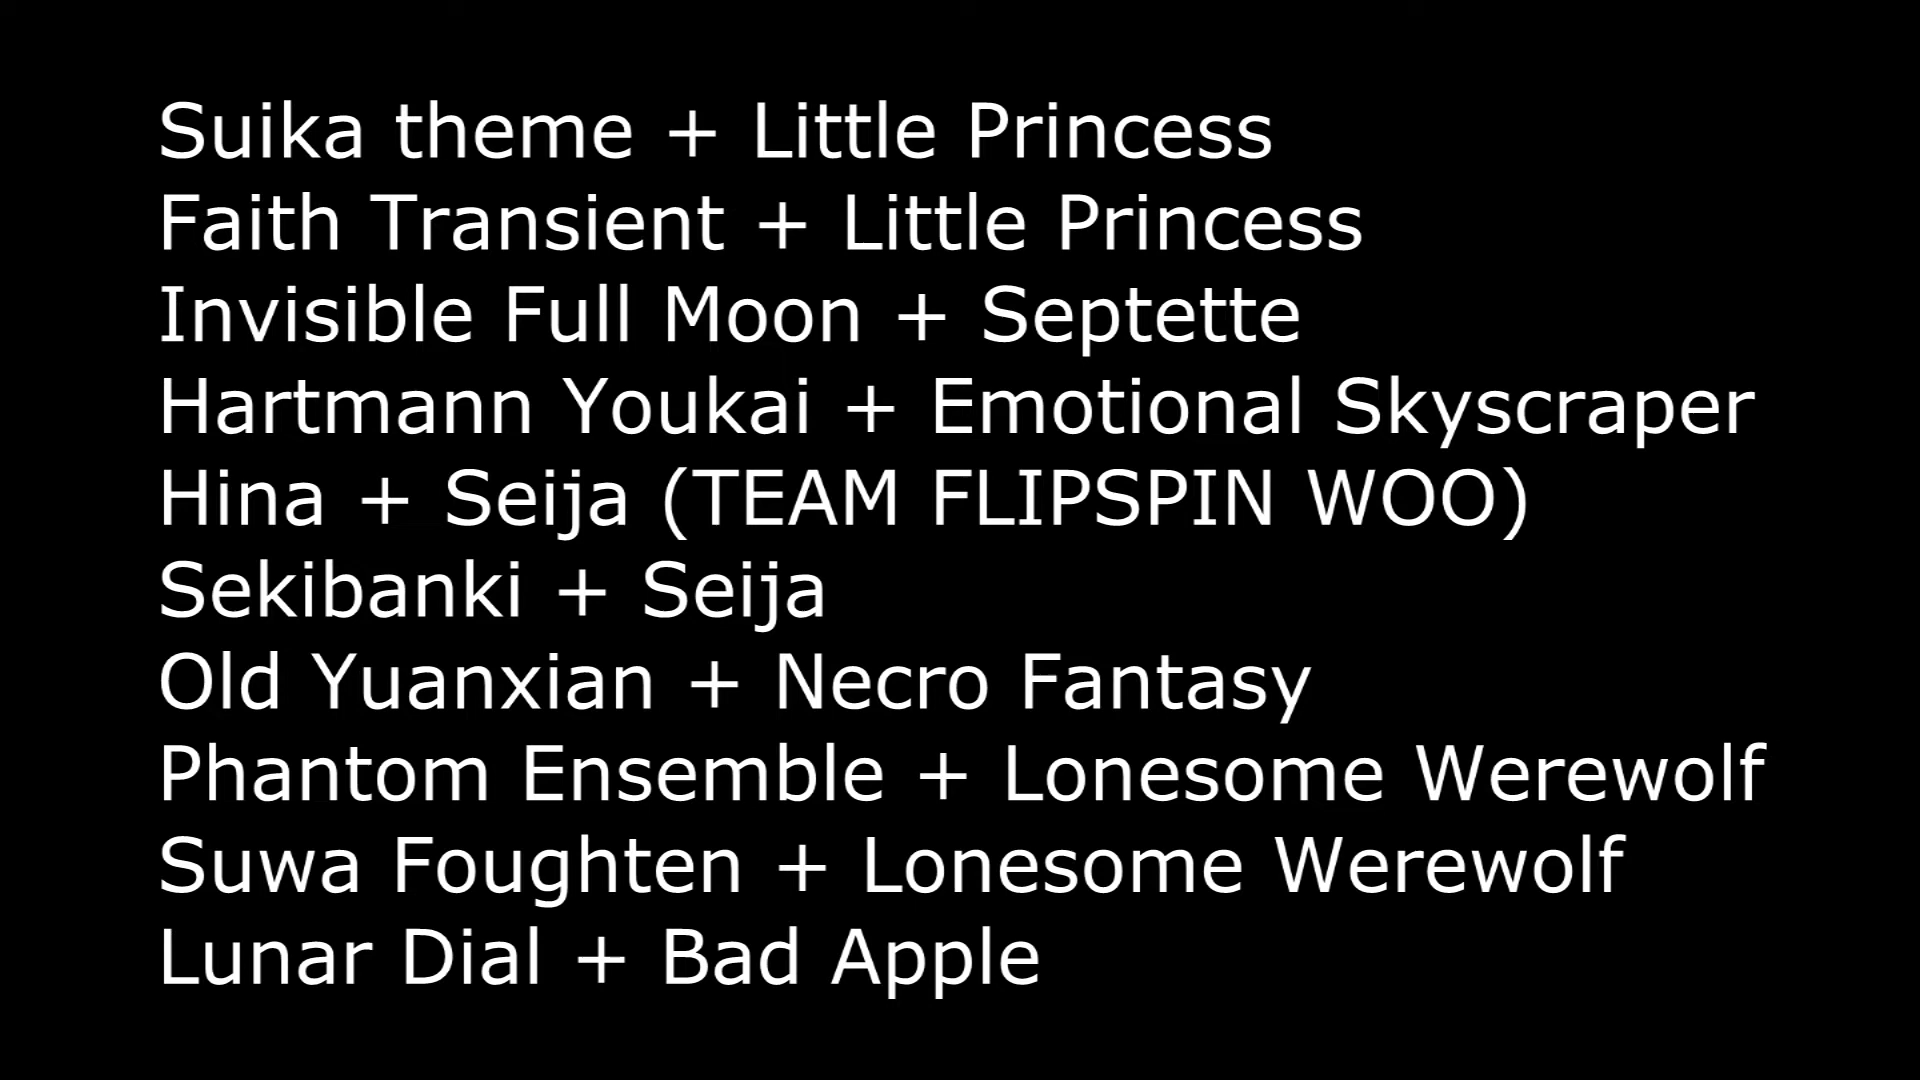 Suika theme + Little Princess
Faith Transient + Little Princess
Invisible Full Moon + Septette
Hartmann Youkai + Emotional Skyscraper
Hina + Seija (TEAM FLIPSPIN WOO)
Sekibanki + Seija
Old Yuanxian + Necro Fantasy
Phantom Ensemble + Lonesome Werewolf
Suwa Foughten + Lonesome Werewolf
Lunar Dial + Bad Apple